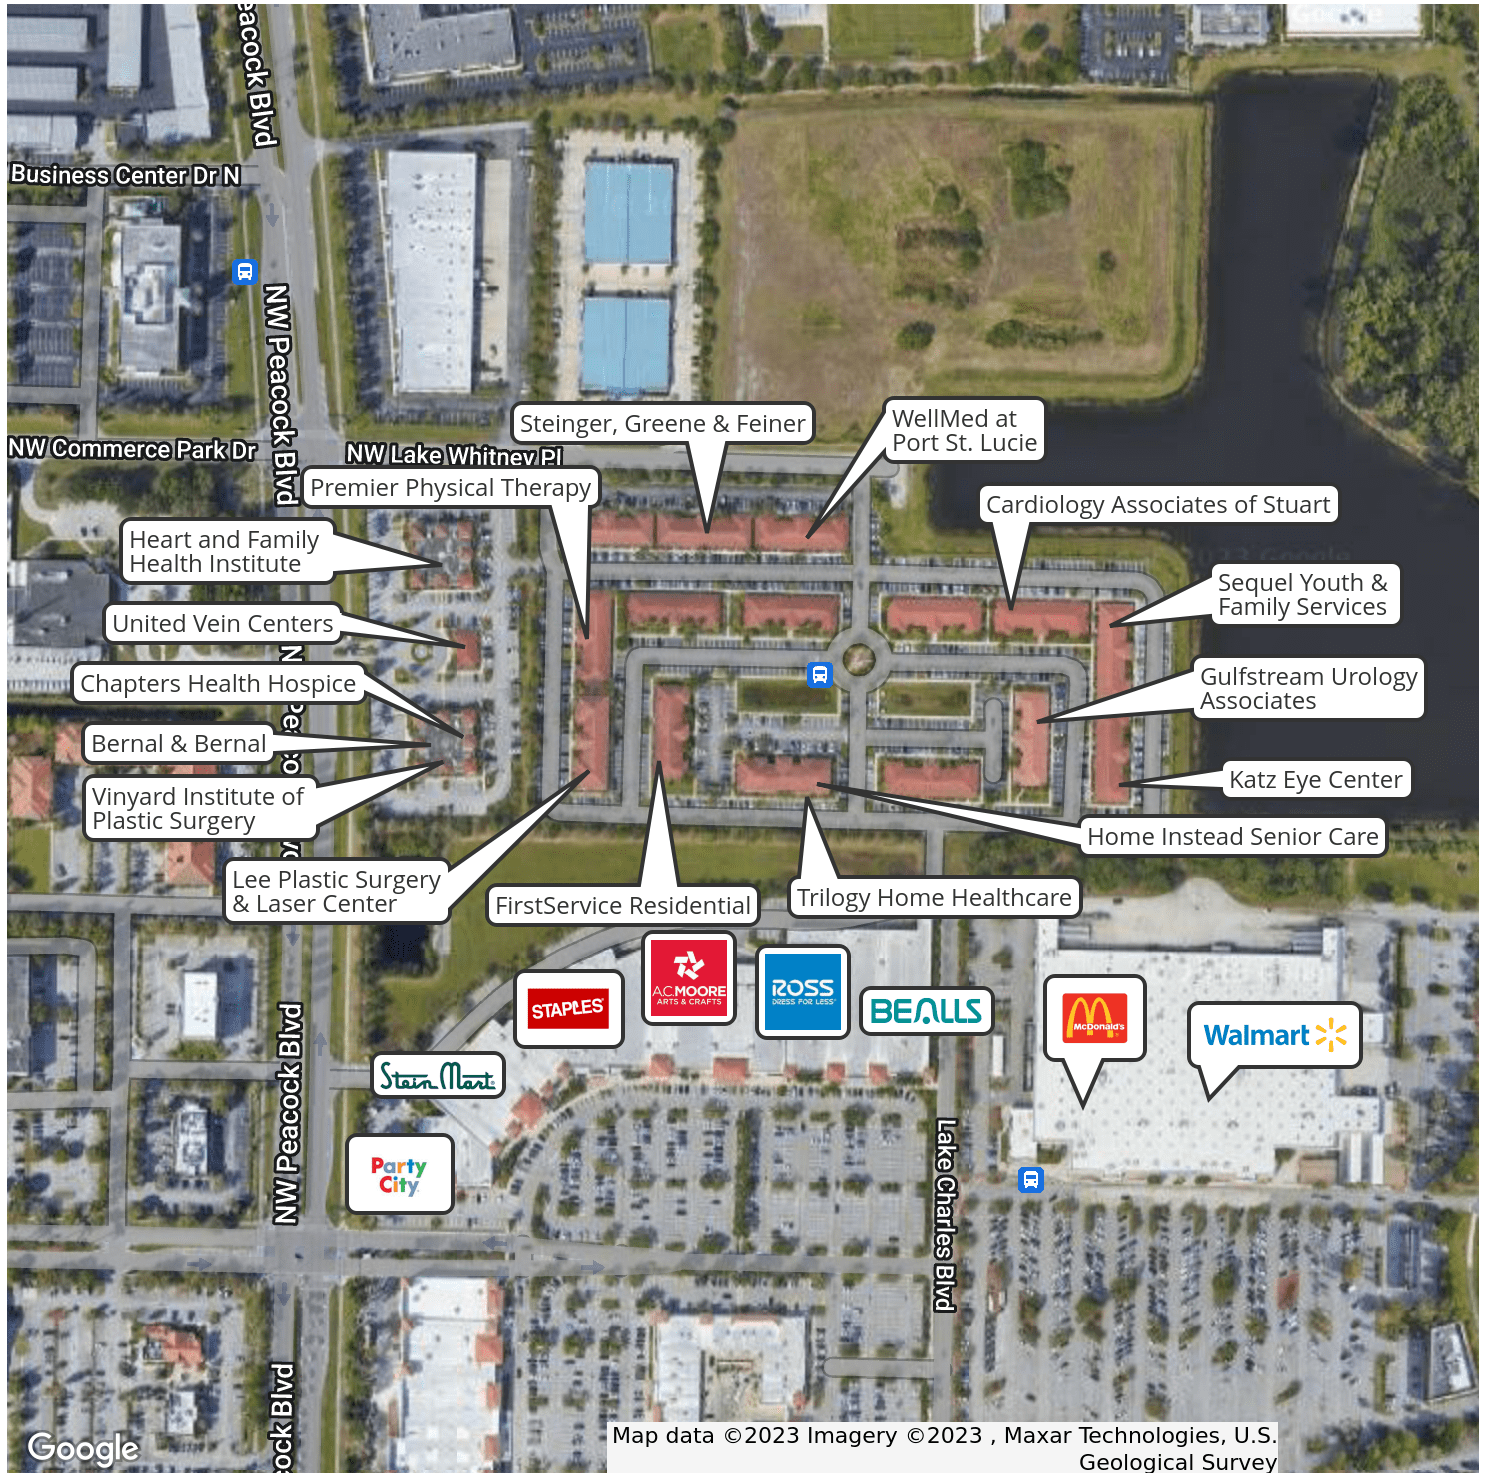 Peacock Blvd
Business Center Dr N
NW Peacock Blvd
NW Commerce Park Dr
NW Lake Whitney Pl
Steinger, Greene & Feiner
WellMed at
Port St. Lucie
Premier Physical Therapy
Cardiology Associates of Stuart
Heart and Family
Health Institute
Sequel Youth &
Family Services
United Vein Centers
Chapters Health Hospice
Gulfstream Urology
Associates
Bernal & Bernal
Vinyard Institute of
Plastic Surgery
Katz Eye Center
Home Instead Senior Care
Lee Plastic Surgery
& Laser Center
FirstService Residential
Trilogy Home Healthcare
STAPLES
A.C.MOORE
ARTS & CRAFTS
ROSS
DRESS FOR LESS
BEALLS
McDonald's
Walmart
Stein Mart
Party
City
NW Peacock Blvd
Lake Charles Blvd
cock Blvd
Google
Map data ©2023 Imagery ©2023 , Maxar Technologies, U.S.
Geological Survey